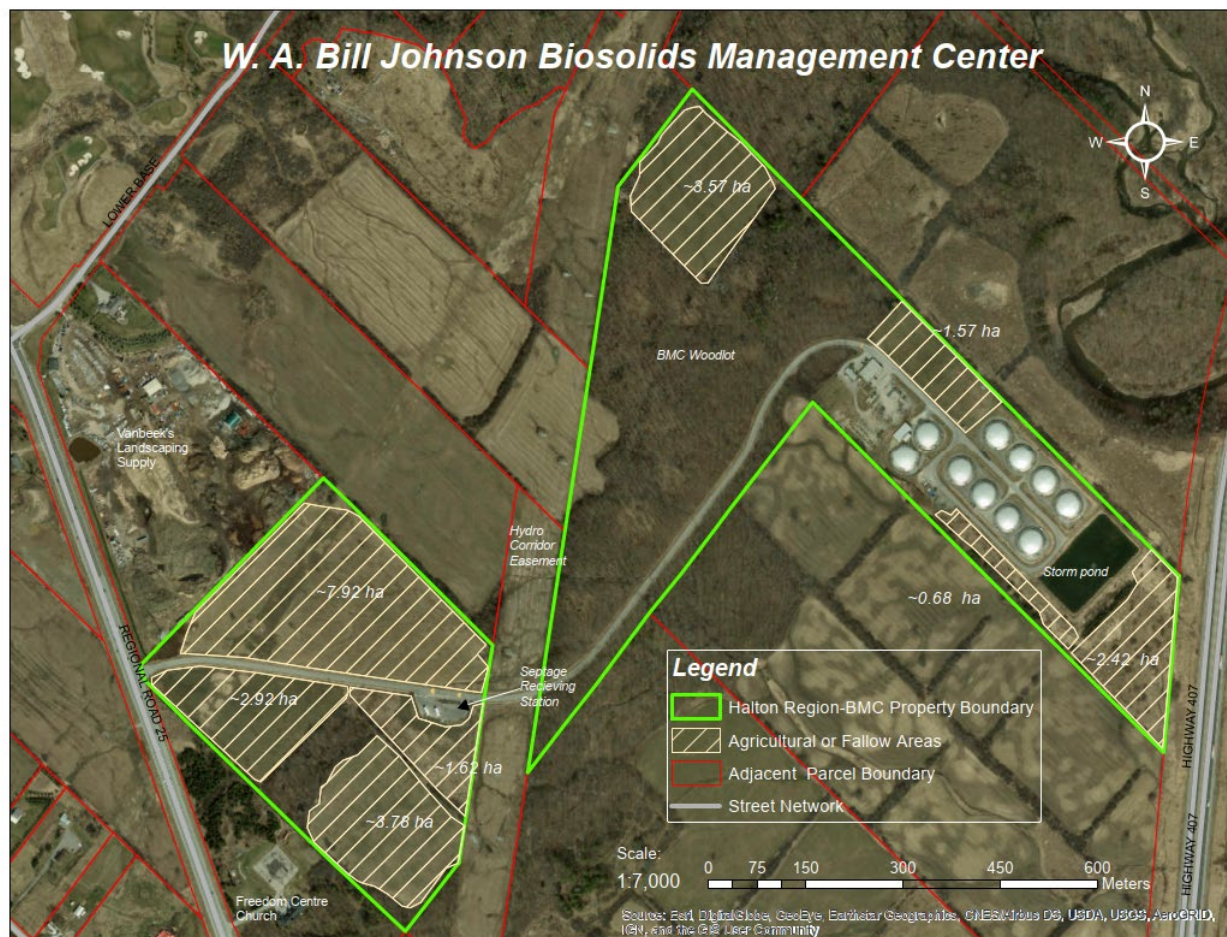 W. A. Bill Johnson Biosolids Management Center
N
W
E
S
LOWER BASE
~3.57 ha
~1.57 ha
BMC Woodlot
Vanbeek's
Landscaping
Supply
Hydro
Corridor
Easement
Storm pond
~7.92 ha
~0.68 ha
REGIONAL ROAD 25
~2.42 ha
Septage
Recieving
Station
~2.92 ha
~1.62 ha
~3.78 ha
Freedom Centre
Church
HIGHWAY 407
HIGHWAY 407
Legend
Halton Region-BMC Property Boundary
Agricultural or Fallow Areas
Adjacent Parcel Boundary
Street Network
Scale:
1:7,000
0 75 150 300 450 600
Meters
Source: Esri, DigitalGlobe, GeoEye, Earthstar Geographics, CNES/Airbus DS, USDA, USGS, AeroGRID,
IGN, and the GIS User Community